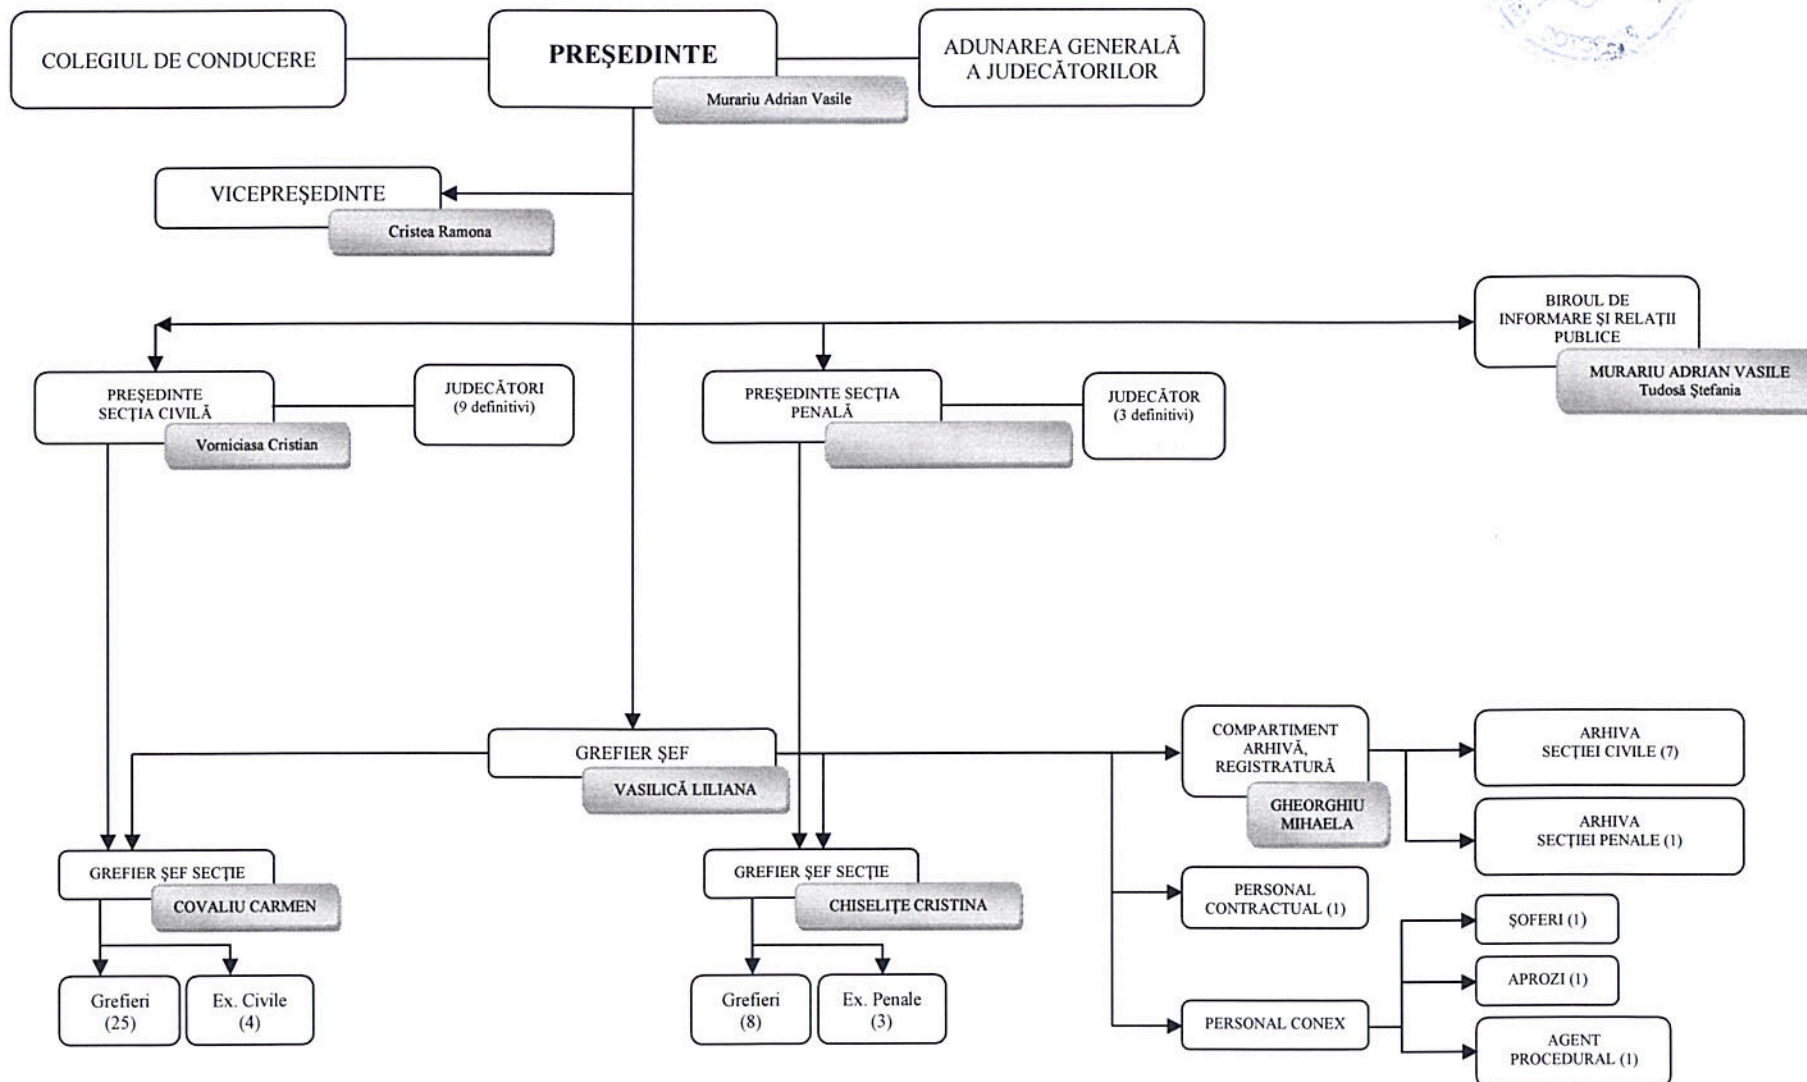 COLEGIUL DE CONDUCERE
PREŞEDINTE
Murariu Adrian Vasile
ADUNAREA GENERALĂ
A JUDECĂTORILOR
VICEPREŞEDINTE
Cristea Ramona
BIROUL DE
INFORMARE ŞI RELAŢII
PUBLICE
MURARIU ADRIAN VASILE
Tudosă Ştefania
PREŞEDINTE
SECŢIA CIVILĂ
Vorniciasa Cristian
JUDECĂTORI
(9 definitivi)
PREŞEDINTE SECŢIA
PENALĂ
JUDECĂTOR
(3 definitivi)
GREFIER ŞEF
VASILICĂ LILIANA
COMPARTIMENT
ARHIVĂ,
REGISTRATURĂ
GHEORGHIU
MIHAELA
ARHIVA
SECŢIEI CIVILE (7)
ARHIVA
SECŢIEI PENALE (1)
GREFIER ŞEF SECŢIE
COVALIU CARMEN
GREFIER ŞEF SECŢIE
CHISELIŢE CRISTINA
PERSONAL
CONTRACTUAL (1)
ŞOFERI (1)
APROZI (1)
PERSONAL CONEX
AGENT
PROCEDURAL (1)
Grefieri
(25)
Ex. Civile
(4)
Grefieri
(8)
Ex. Penale
(3)